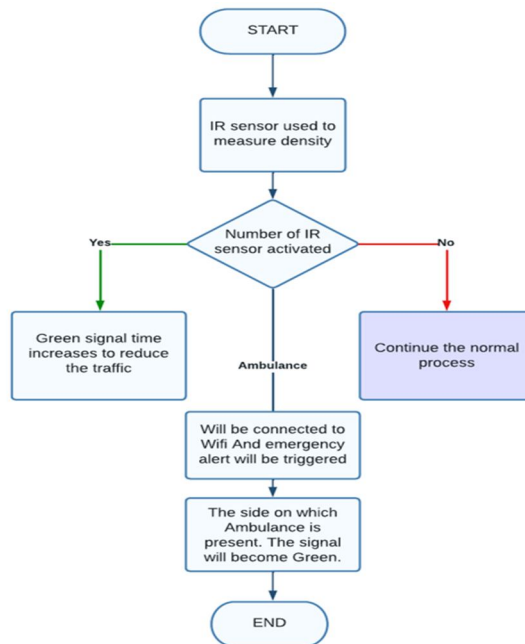 START
IR sensor used to
measure density
Number of IR
sensor activated
Yes
No
Green signal time
increases to reduce
the traffic
Continue the normal
process
Ambulance
Will be connected to
Wifi And emergency
alert will be triggered
The side on which
Ambulance is
present. The signal
will become Green.
END